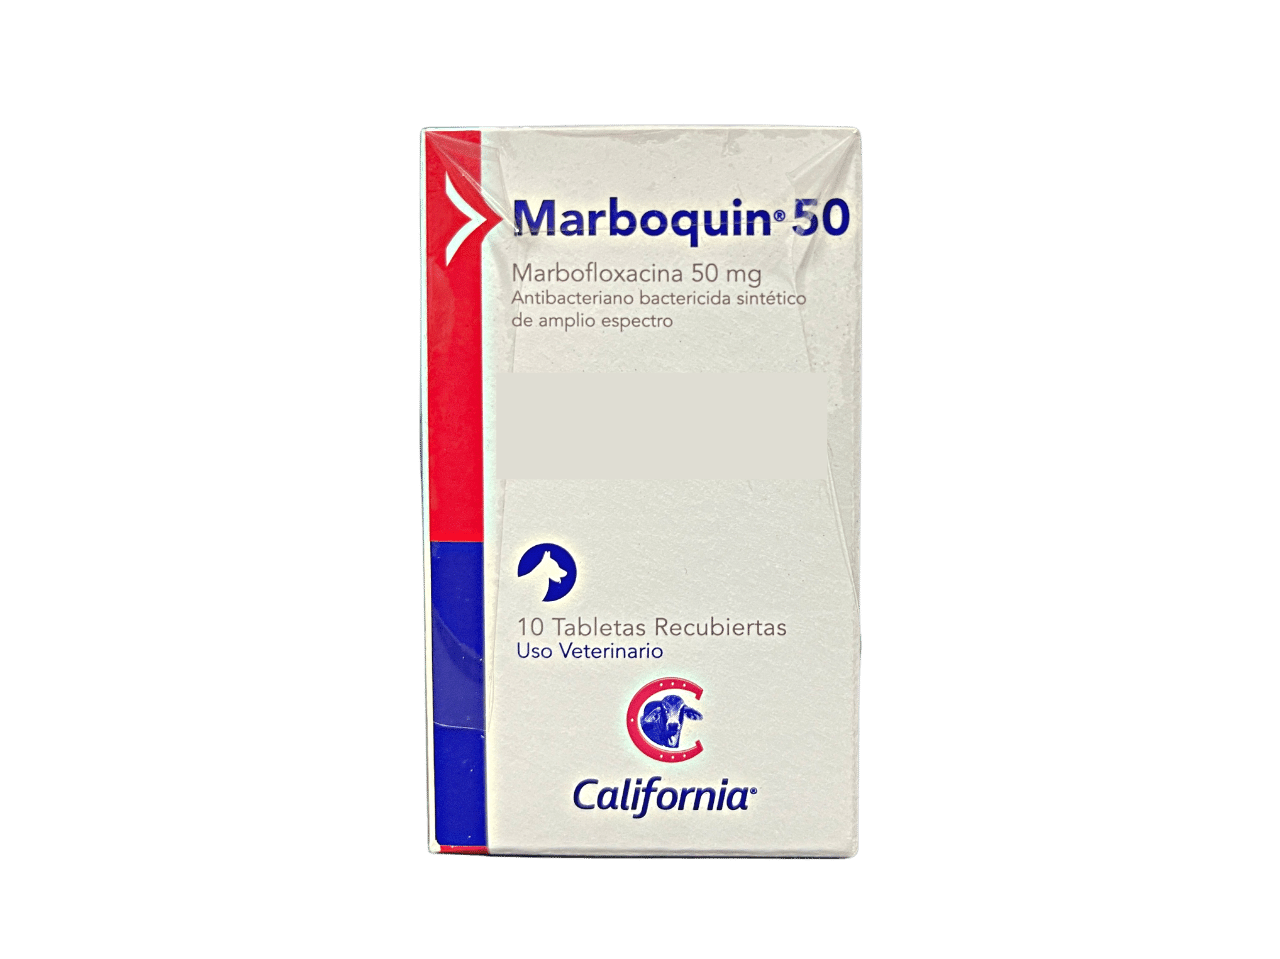 Marboquin® 50
Marbofloxacina 50 mg
Antibacteriano bactericida sintético
de amplio espectro
10 Tabletas Recubiertas
Uso Veterinario
California®